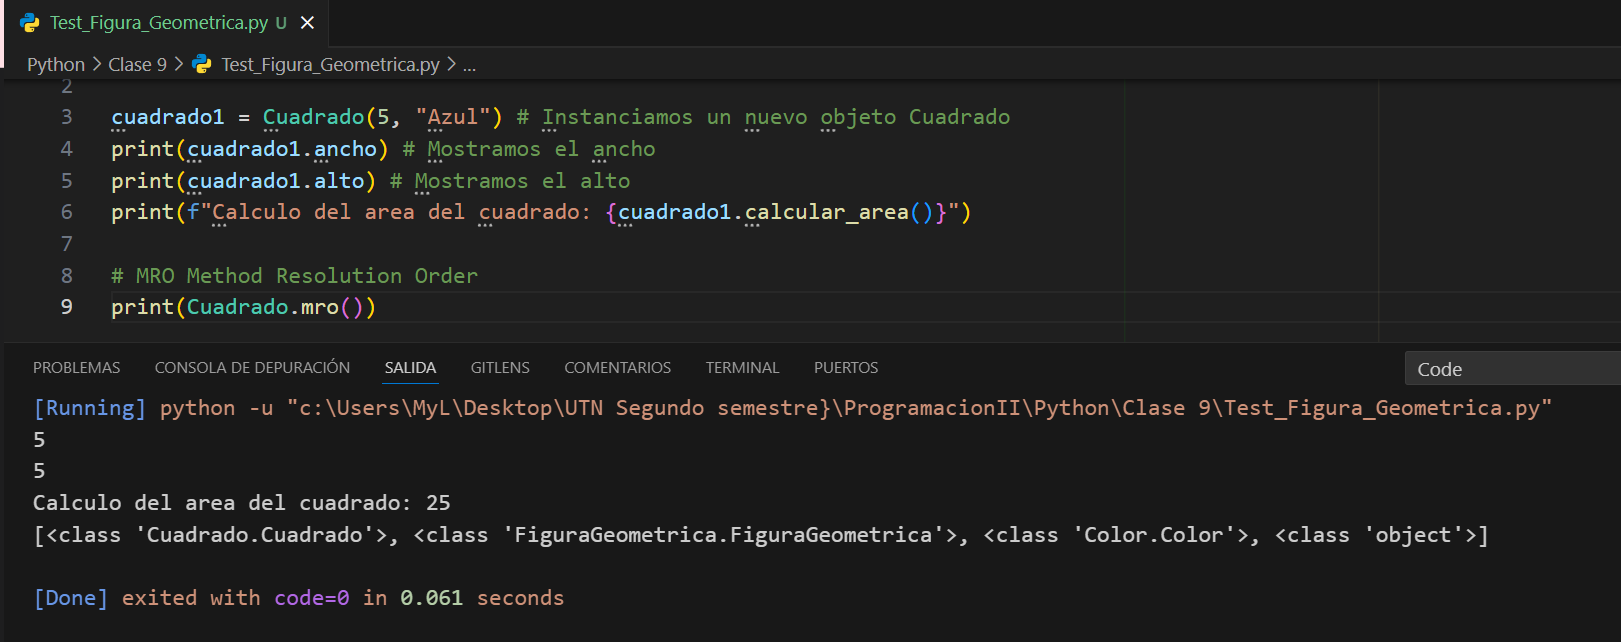 Test_Figura_Geometrica.py U
Python > Clase 9 > Test_Figura_Geometrica.py > ...
2
3 cuadrado1 = Cuadrado(5, "Azul") # Instanciamos un nuevo objeto Cuadrado
4 print(cuadrado1.ancho) # Mostramos el ancho
5 print(cuadrado1.alto) # Mostramos el alto
6 print(f"Calculo del area del cuadrado: {cuadrado1.calcular_area()}")
7
8 # MRO Method Resolution Order
9 print(Cuadrado.mro())
PROBLEMAS CONSOLA DE DEPURACIÓN SALIDA GITLENS COMENTARIOS TERMINAL PUERTOS Code
[Running] python -u "c:\Users\MyL\Desktop\UTN Segundo semestre}\ProgramacionII\Python\Clase 9\Test_Figura_Geometrica.py"
5
5
Calculo del area del cuadrado: 25
[<class 'Cuadrado.Cuadrado'>, <class 'FiguraGeometrica.FiguraGeometrica'>, <class 'Color.Color'>, <class 'object'>]
[Done] exited with code=0 in 0.061 seconds